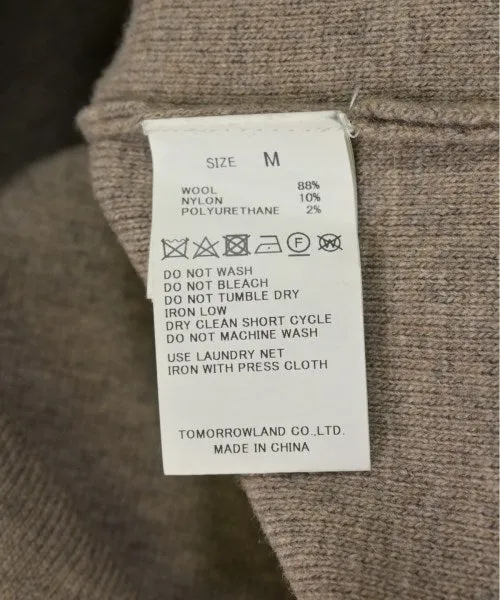 SIZE M
WOOL 88%
NYLON 10%
POLYURETHANE 2%
F W
DO NOT WASH
DO NOT BLEACH
DO NOT TUMBLE DRY
IRON LOW
DRY CLEAN SHORT CYCLE
DO NOT MACHINE WASH
USE LAUNDRY NET
IRON WITH PRESS CLOTH
TOMORROWLAND CO.,LTD.
MADE IN CHINA